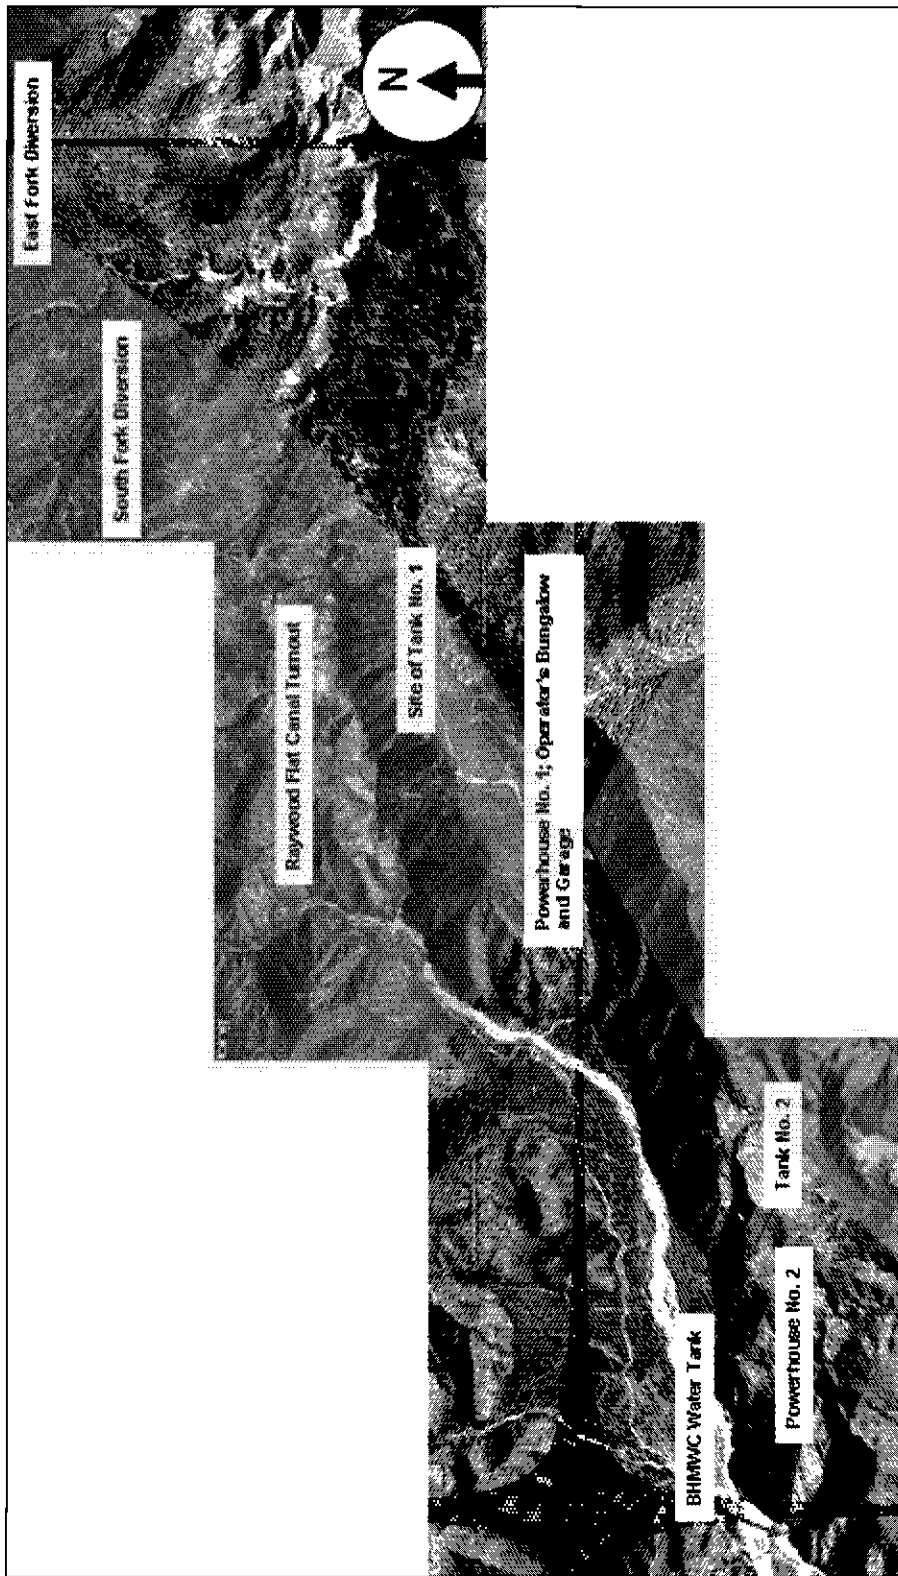 N
East Fork Diversion
South Fork Diversion
Raywood Flat Canal Turnout
Site of Tank No. 1
Powerhouse No. 1; Operator's Bungalow
and Garage
Tank No. 2
Powerhouse No. 2
BHMWC Water Tank